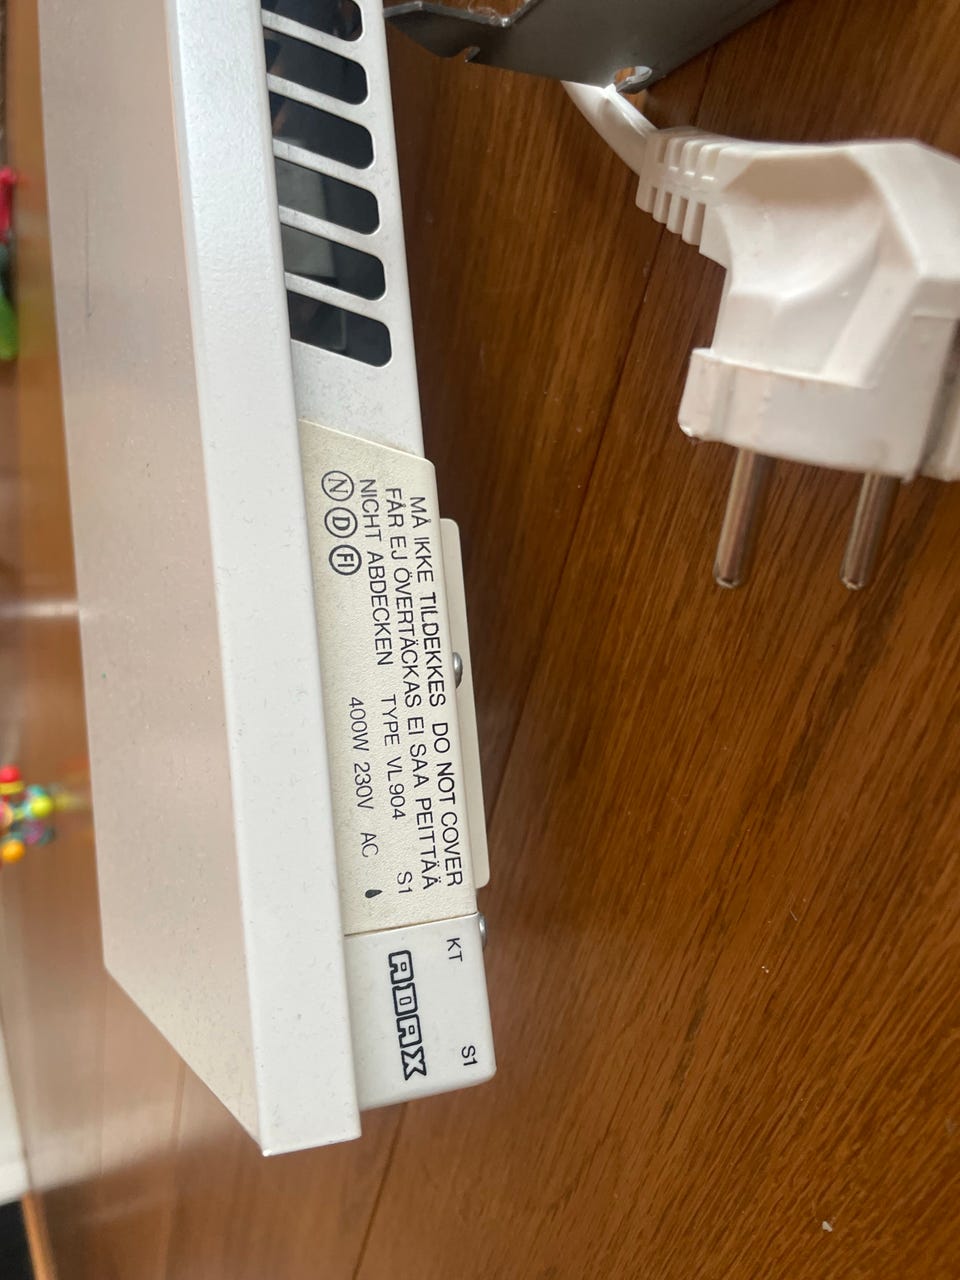 MÅ IKKE TILDEKKES DO NOT COVER
FÅR EJ ÖVERTÄCKAS EI SAA PEITTÄÄ
NICHT ABDECKEN TYPE VL904 S1
N D FI 400W 230V AC
KT S1
ADAX